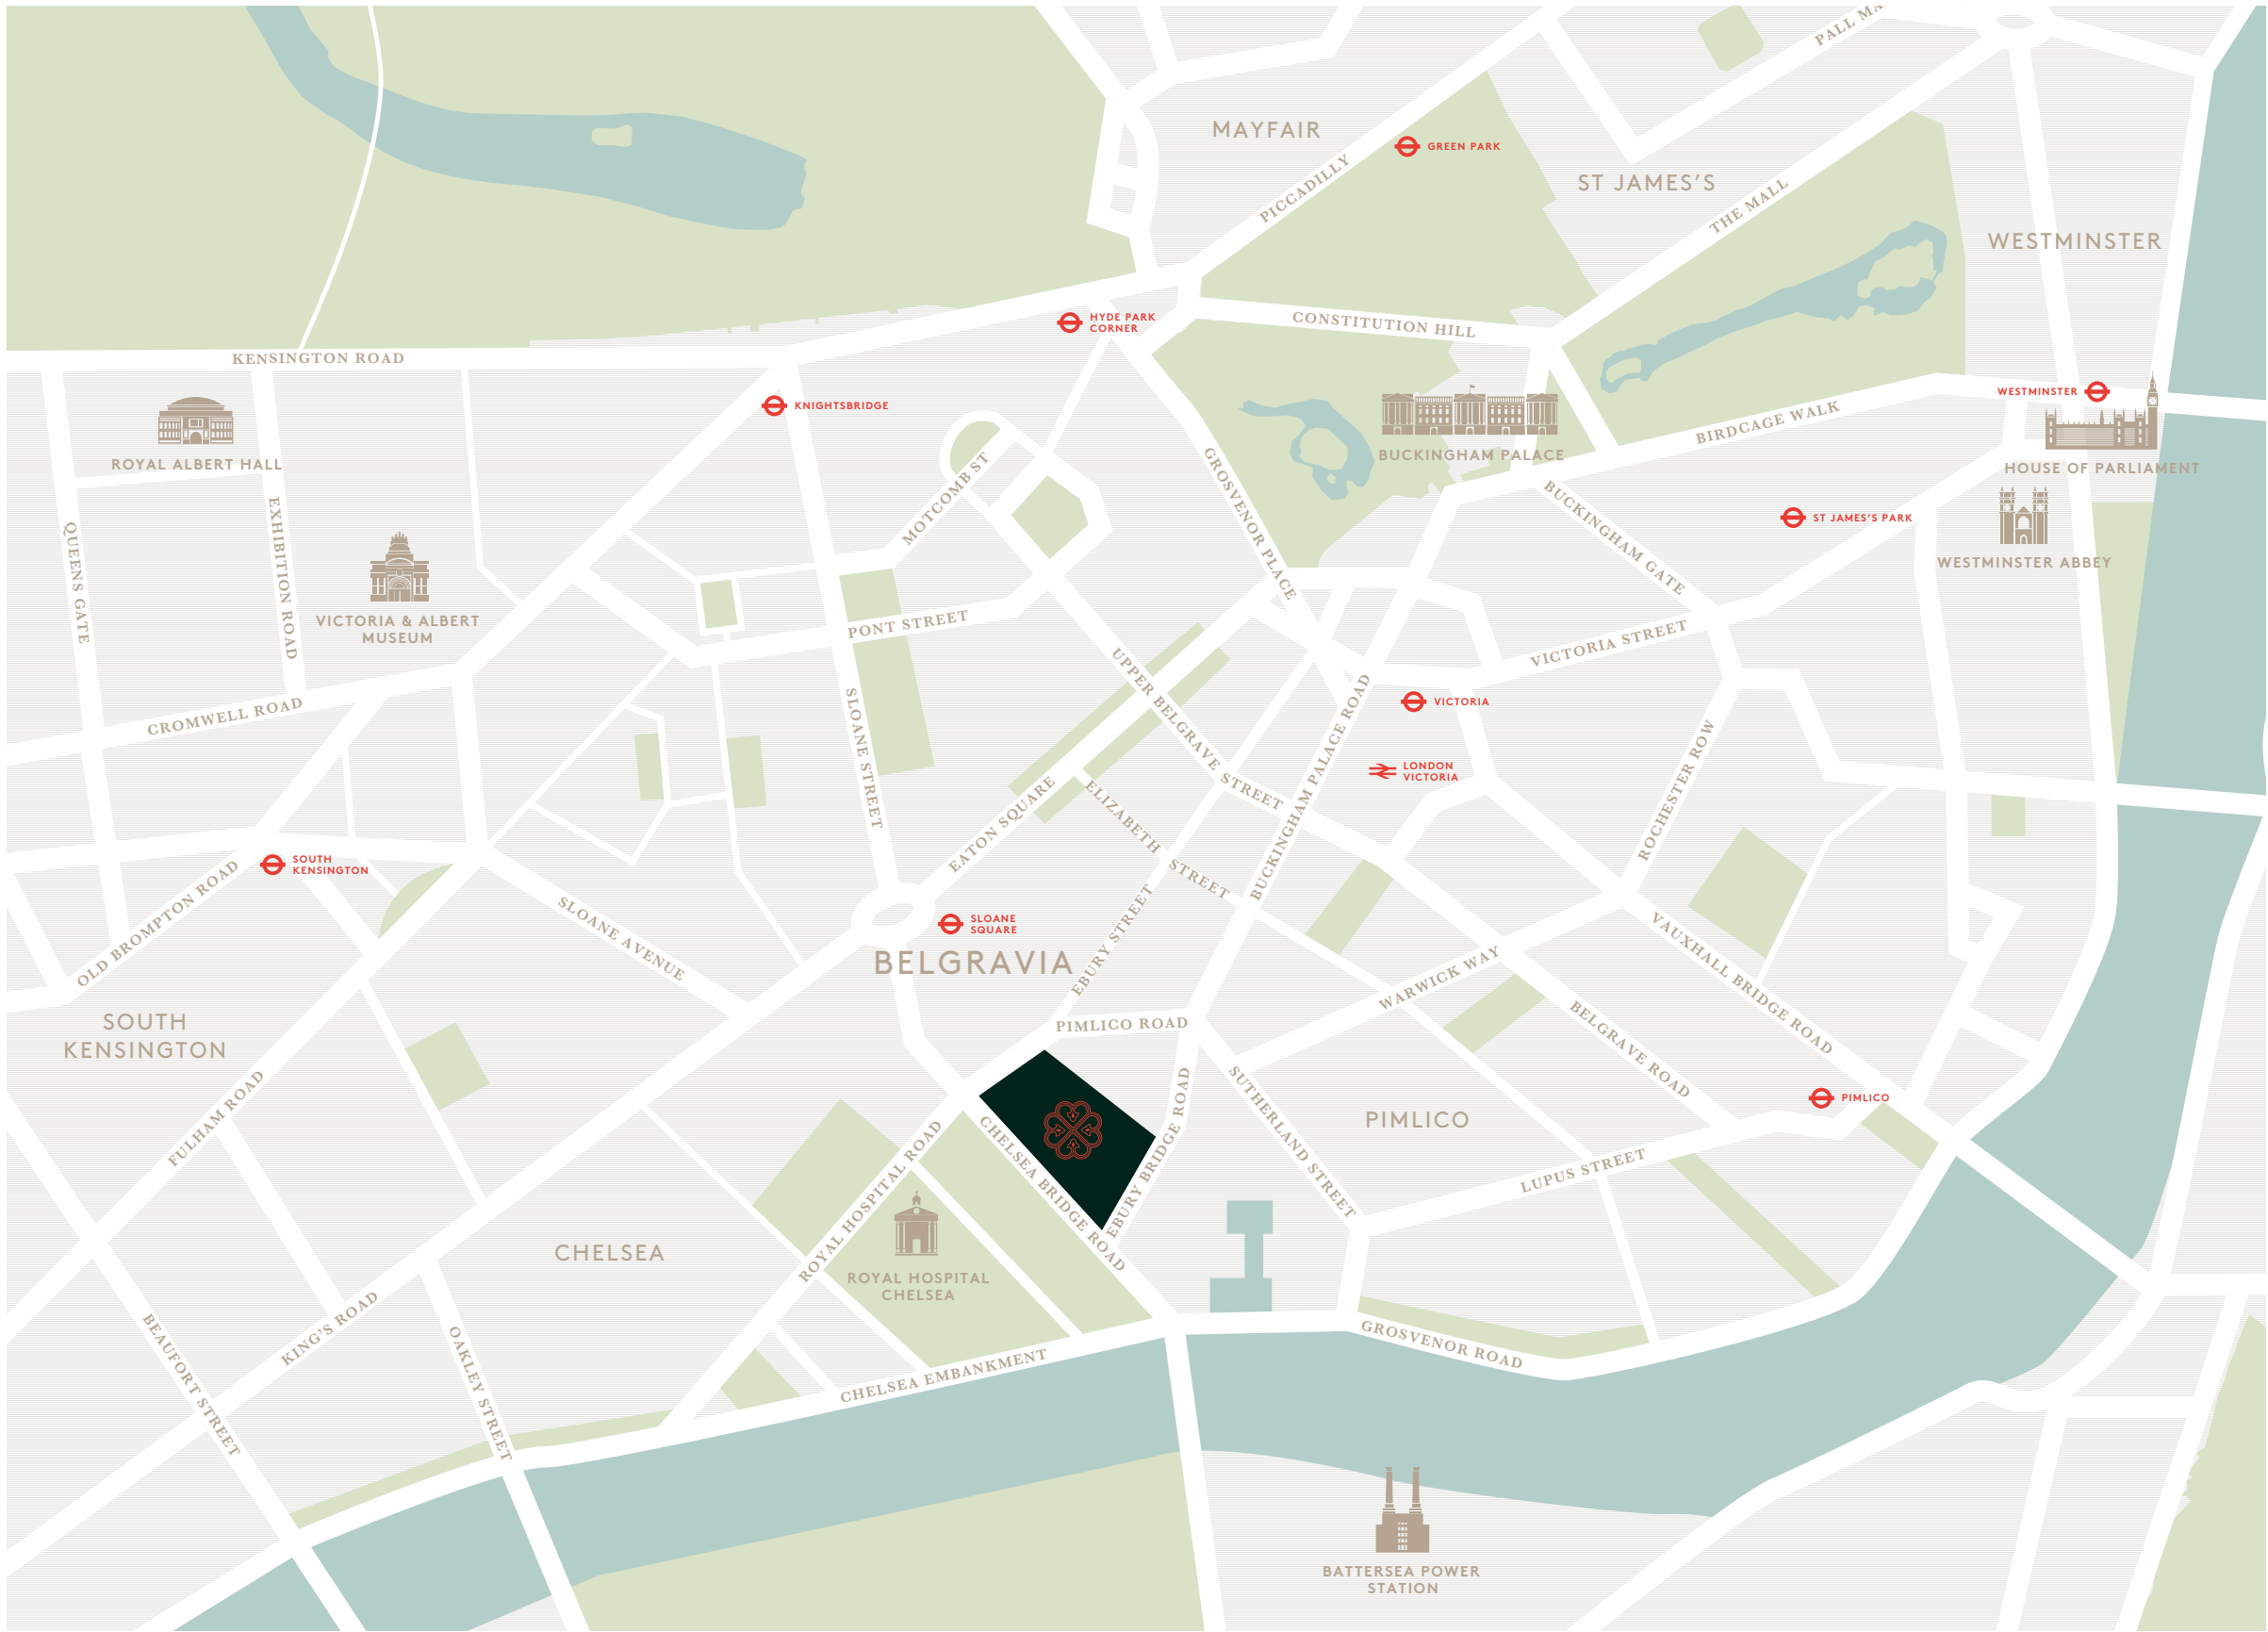 PALL MA
MAYFAIR
GREEN PARK
ST JAMES'S
PICCADILLY
THE MALL
WESTMINSTER
HYDE PARK
CORNER
CONSTITUTION HILL
KENSINGTON ROAD
KNIGHTSBRIDGE
WESTMINSTER
BIRDCAGE WALK
ROYAL ALBERT HALL
BUCKINGHAM PALACE
HOUSE OF PARLIAMENT
MOTCOMB ST
GROSVENOR PLACE
BUCKINGHAM GATE
ST JAMES'S PARK
QUEENS GATE
EXHIBITION ROAD
WESTMINSTER ABBEY
VICTORIA & ALBERT
MUSEUM
PONT STREET
VICTORIA STREET
UPPER BELGRAVE STREET
CROMWELL ROAD
SLOANE STREET
VICTORIA
BUCKINGHAM PALACE ROAD
LONDON
VICTORIA
ROCHESTER ROW
EATON SQUARE
ELIZABETH STREET
SOUTH
KENSINGTON
OLD BROMPTON ROAD
SLOANE AVENUE
SLOANE
SQUARE
BELGRAVIA
EBURY STREET
WARWICK WAY
VAUXHALL BRIDGE ROAD
SOUTH
KENSINGTON
PIMLICO ROAD
BELGRAVE ROAD
FULHAM ROAD
SUTHERLAND STREET
PIMLICO
PIMLICO
EBURY BRIDGE ROAD
CHELSEA BRIDGE ROAD
ROYAL HOSPITAL ROAD
LUPUS STREET
CHELSEA
ROYAL HOSPITAL
CHELSEA
KING'S ROAD
BEAUFORT STREET
OAKLEY STREET
GROSVENOR ROAD
CHELSEA EMBANKMENT
BATTERSEA POWER
STATION